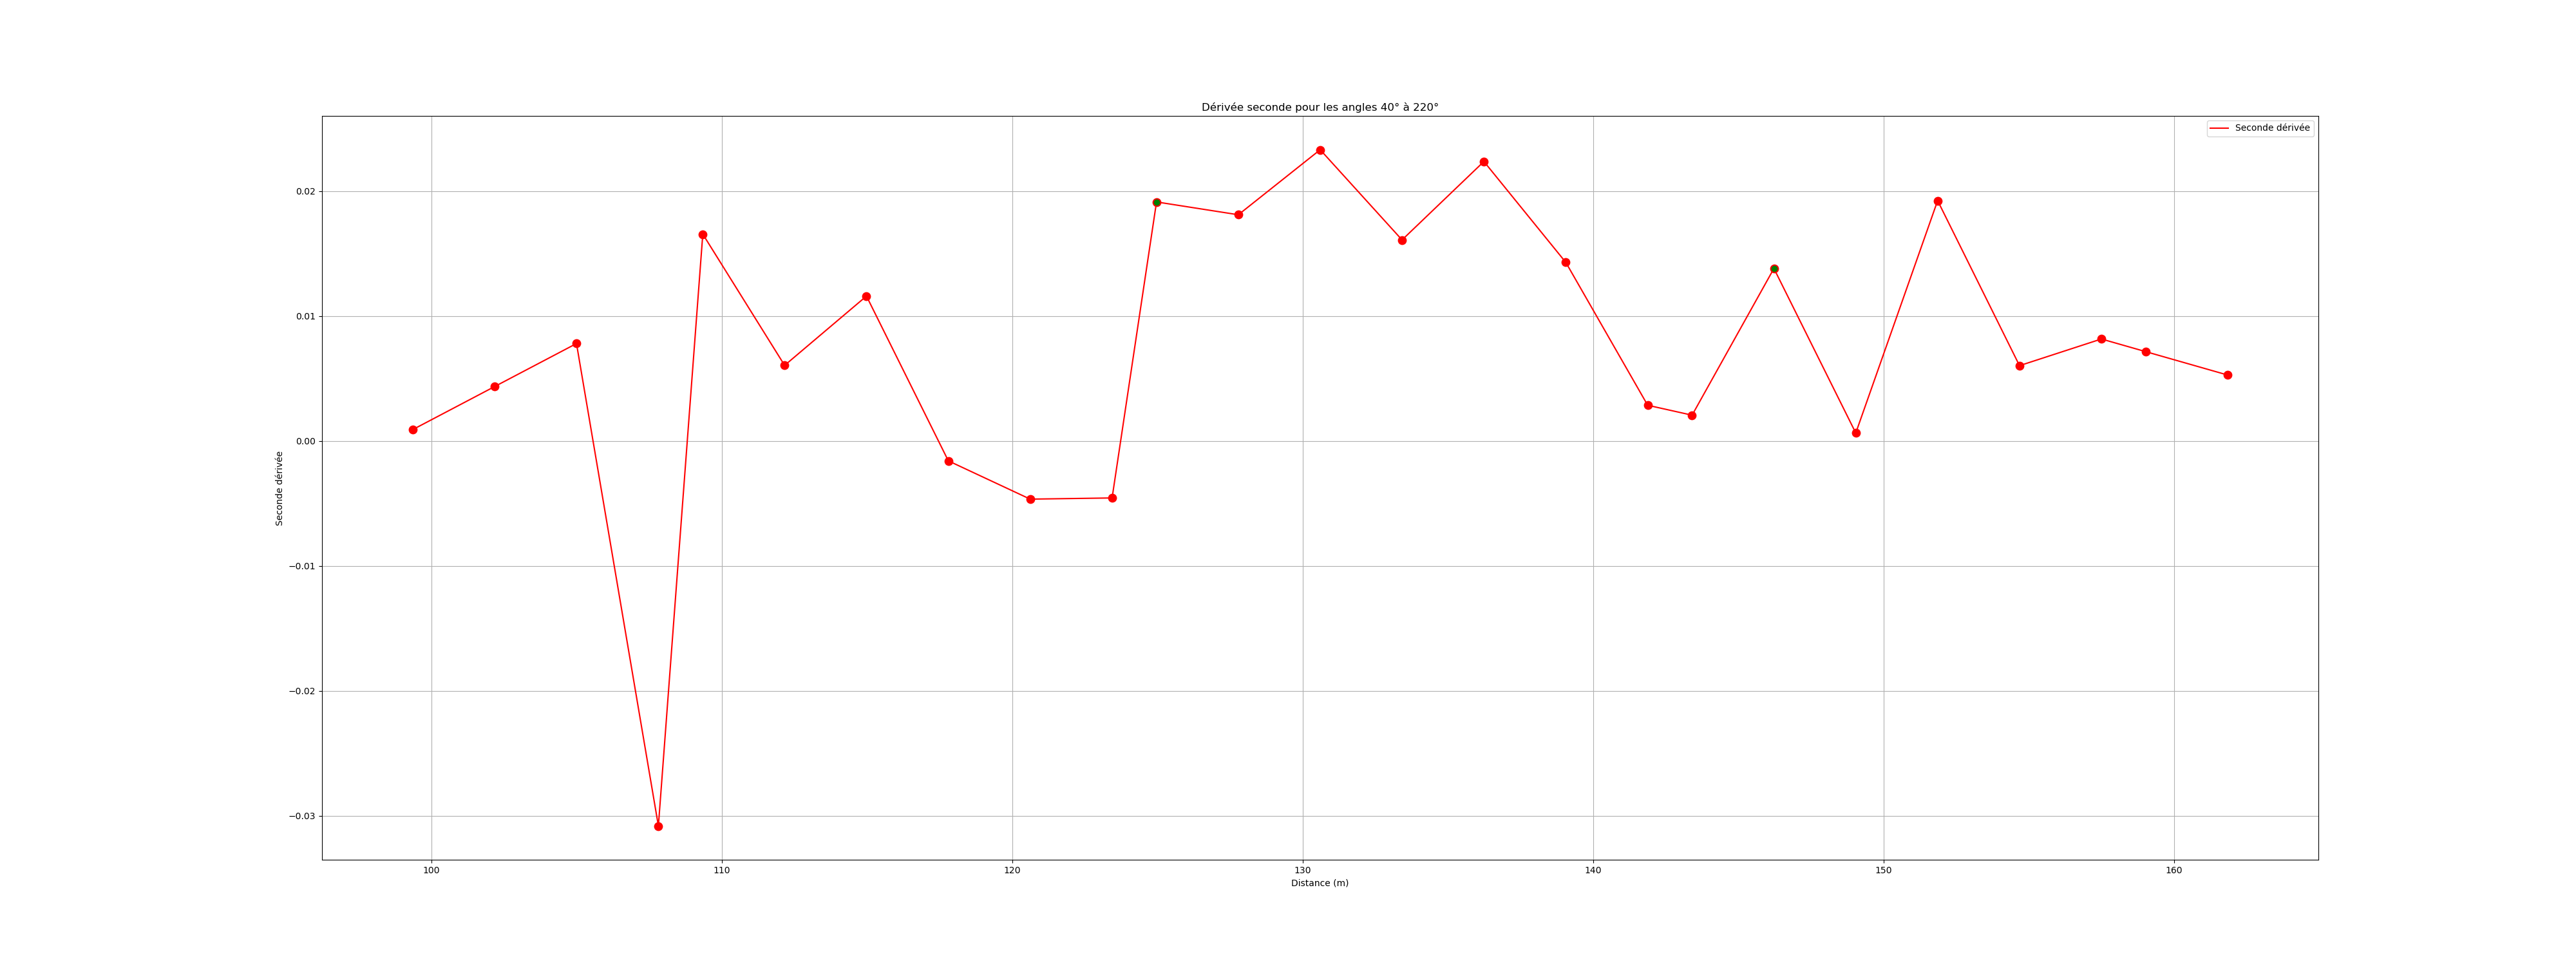 Dérivée seconde pour les angles 40° à 220°
Seconde dérivée
0.02
0.01
0.00
−0.01
−0.02
−0.03
Seconde dérivée
100 110 120 130 140 150 160
Distance (m)